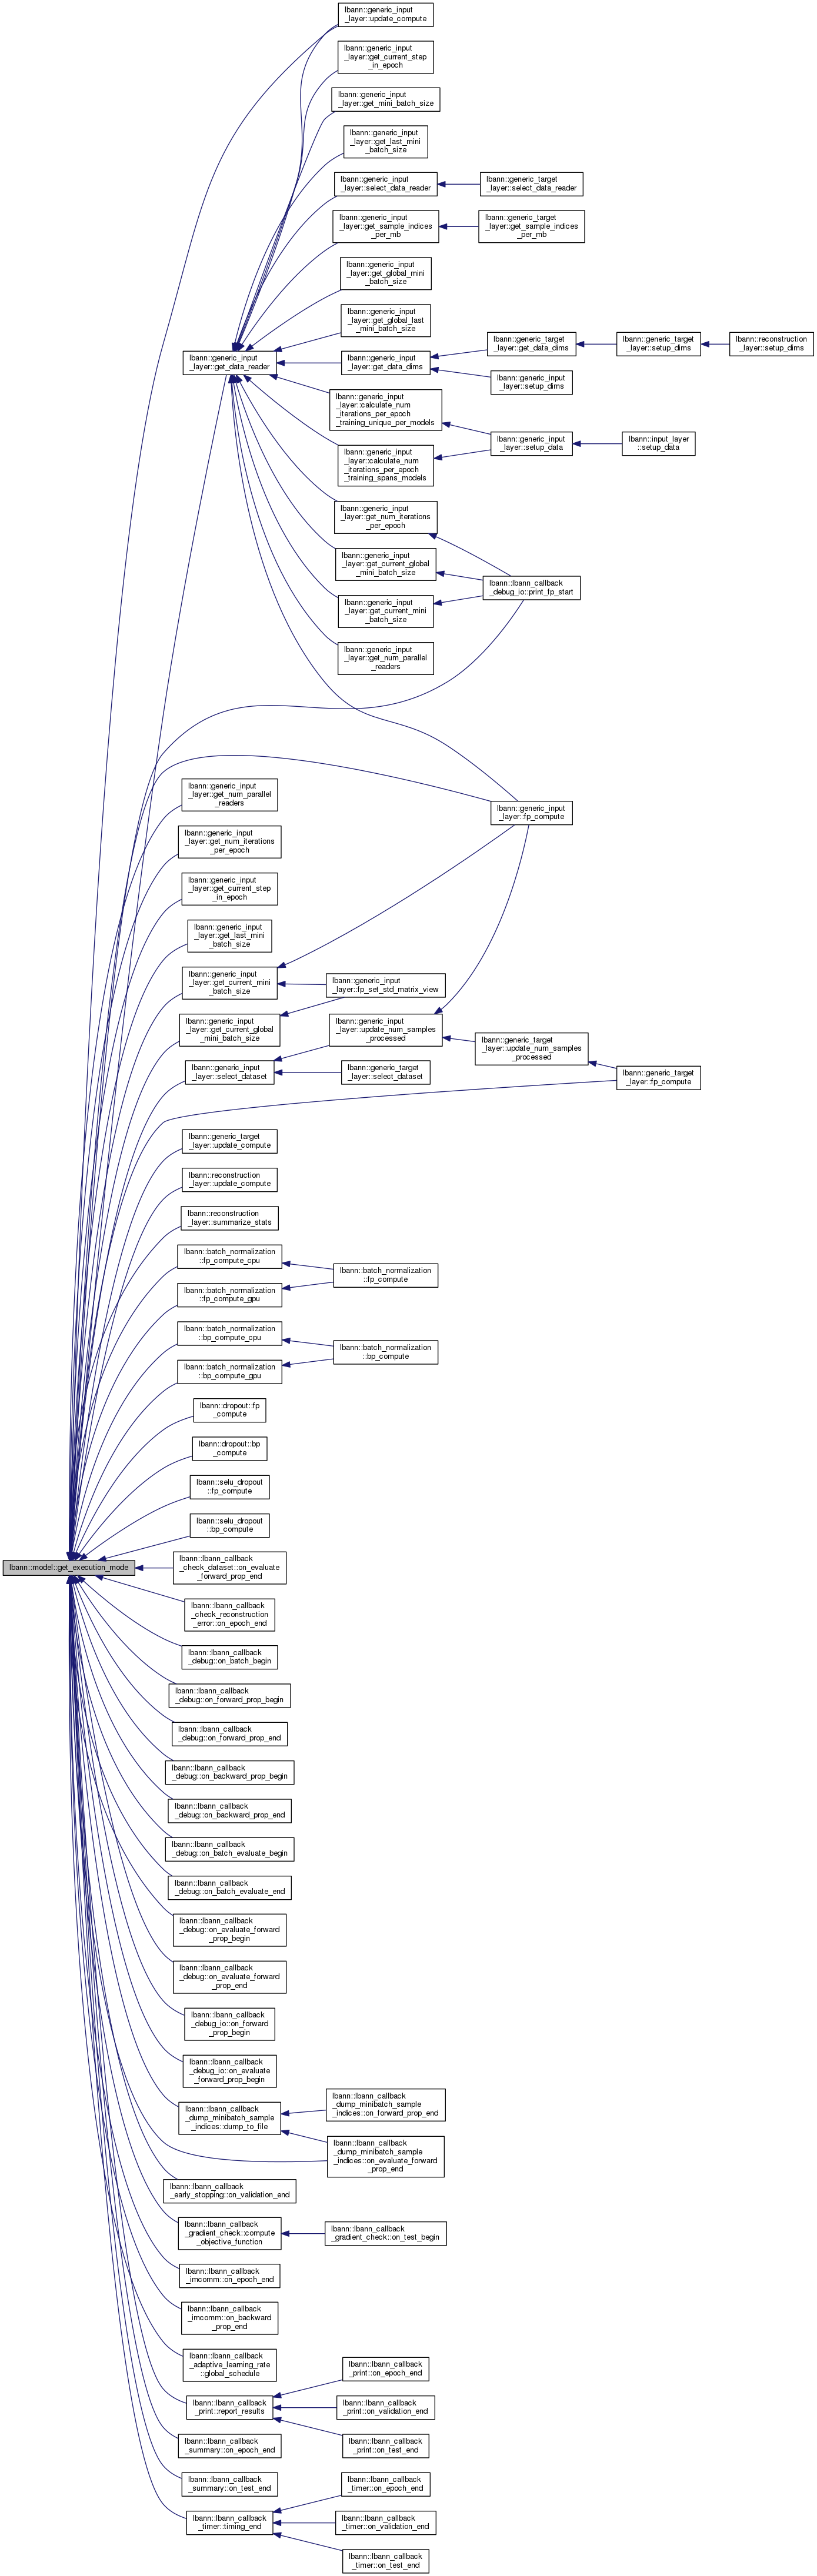 lbann::generic_input
_layer::update_compute
lbann::generic_input
_layer::get_current_step
_in_epoch
lbann::generic_input
_layer::get_mini_batch_size
lbann::generic_input
_layer::get_last_mini
_batch_size
lbann::generic_input
_layer::select_data_reader
lbann::generic_target
_layer::select_data_reader
lbann::generic_input
_layer::get_sample_indices
_per_mb
lbann::generic_target
_layer::get_sample_indices
_per_mb
lbann::generic_input
_layer::get_global_mini
_batch_size
lbann::generic_input
_layer::get_global_last
_mini_batch_size
lbann::generic_input
_layer::get_data_reader
lbann::generic_input
_layer::get_data_dims
lbann::generic_target
_layer::get_data_dims
lbann::generic_target
_layer::setup_dims
lbann::reconstruction
_layer::setup_dims
lbann::generic_input
_layer::setup_dims
lbann::generic_input
_layer::calculate_num
_iterations_per_epoch
_training_unique_per_models
lbann::generic_input
_layer::setup_data
lbann::input_layer
::setup_data
lbann::generic_input
_layer::calculate_num
_iterations_per_epoch
_training_spans_models
lbann::generic_input
_layer::get_num_iterations
_per_epoch
lbann::generic_input
_layer::get_current_global
_mini_batch_size
lbann::lbann_callback
_debug_io::print_fp_start
lbann::generic_input
_layer::get_current_mini
_batch_size
lbann::generic_input
_layer::get_num_parallel
_readers
lbann::generic_input
_layer::get_num_parallel
_readers
lbann::generic_input
_layer::fp_compute
lbann::generic_input
_layer::get_num_iterations
_per_epoch
lbann::generic_input
_layer::get_current_step
_in_epoch
lbann::generic_input
_layer::get_last_mini
_batch_size
lbann::generic_input
_layer::get_current_mini
_batch_size
lbann::generic_input
_layer::fp_set_std_matrix_view
lbann::generic_input
_layer::get_current_global
_mini_batch_size
lbann::generic_input
_layer::update_num_samples
_processed
lbann::generic_target
_layer::update_num_samples
_processed
lbann::generic_input
_layer::select_dataset
lbann::generic_target
_layer::select_dataset
lbann::generic_target
_layer::fp_compute
lbann::generic_target
_layer::update_compute
lbann::reconstruction
_layer::update_compute
lbann::reconstruction
_layer::summarize_stats
lbann::batch_normalization
::fp_compute_cpu
lbann::batch_normalization
::fp_compute
lbann::batch_normalization
::fp_compute_gpu
lbann::batch_normalization
::bp_compute_cpu
lbann::batch_normalization
::bp_compute
lbann::batch_normalization
::bp_compute_gpu
lbann::dropout::fp
_compute
lbann::dropout::bp
_compute
lbann::selu_dropout
::fp_compute
lbann::selu_dropout
::bp_compute
lbann::model::get_execution_mode
lbann::lbann_callback
_check_dataset::on_evaluate
_forward_prop_end
lbann::lbann_callback
_check_reconstruction
_error::on_epoch_end
lbann::lbann_callback
_debug::on_batch_begin
lbann::lbann_callback
_debug::on_forward_prop_begin
lbann::lbann_callback
_debug::on_forward_prop_end
lbann::lbann_callback
_debug::on_backward_prop_begin
lbann::lbann_callback
_debug::on_backward_prop_end
lbann::lbann_callback
_debug::on_batch_evaluate_begin
lbann::lbann_callback
_debug::on_batch_evaluate_end
lbann::lbann_callback
_debug::on_evaluate_forward
_prop_begin
lbann::lbann_callback
_debug::on_evaluate_forward
_prop_end
lbann::lbann_callback
_debug_io::on_forward
_prop_begin
lbann::lbann_callback
_debug_io::on_evaluate
_forward_prop_begin
lbann::lbann_callback
_dump_minibatch_sample
_indices::dump_to_file
lbann::lbann_callback
_dump_minibatch_sample
_indices::on_forward_prop_end
lbann::lbann_callback
_dump_minibatch_sample
_indices::on_evaluate_forward
_prop_end
lbann::lbann_callback
_early_stopping::on_validation_end
lbann::lbann_callback
_gradient_check::compute
_objective_function
lbann::lbann_callback
_gradient_check::on_test_begin
lbann::lbann_callback
_imcomm::on_epoch_end
lbann::lbann_callback
_imcomm::on_backward
_prop_end
lbann::lbann_callback
_adaptive_learning_rate
::global_schedule
lbann::lbann_callback
_print::on_epoch_end
lbann::lbann_callback
_print::report_results
lbann::lbann_callback
_print::on_validation_end
lbann::lbann_callback
_print::on_test_end
lbann::lbann_callback
_summary::on_epoch_end
lbann::lbann_callback
_summary::on_test_end
lbann::lbann_callback
_timer::on_epoch_end
lbann::lbann_callback
_timer::timing_end
lbann::lbann_callback
_timer::on_validation_end
lbann::lbann_callback
_timer::on_test_end